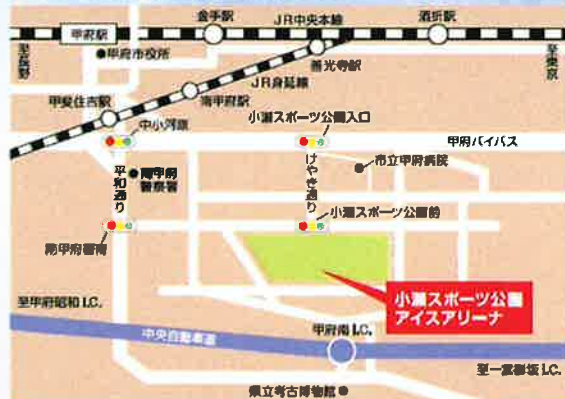 金手駅
JR中央本線
酒折駅
甲府駅
至長野
甲府市役所
善光寺駅
至東京
JR身延線
甲斐住吉駅
南甲府駅
中小河原
小瀬スポーツ公園入口
甲府バイパス
平和通り
南甲府
警察署
けやき通り
市立甲府病院
南甲府署南
小瀬スポーツ公園前
小瀬スポーツ公園
アイスアリーナ
至甲府昭和I.C.
中央自動車道
甲府南I.C.
至一宮御坂I.C.
県立考古博物館